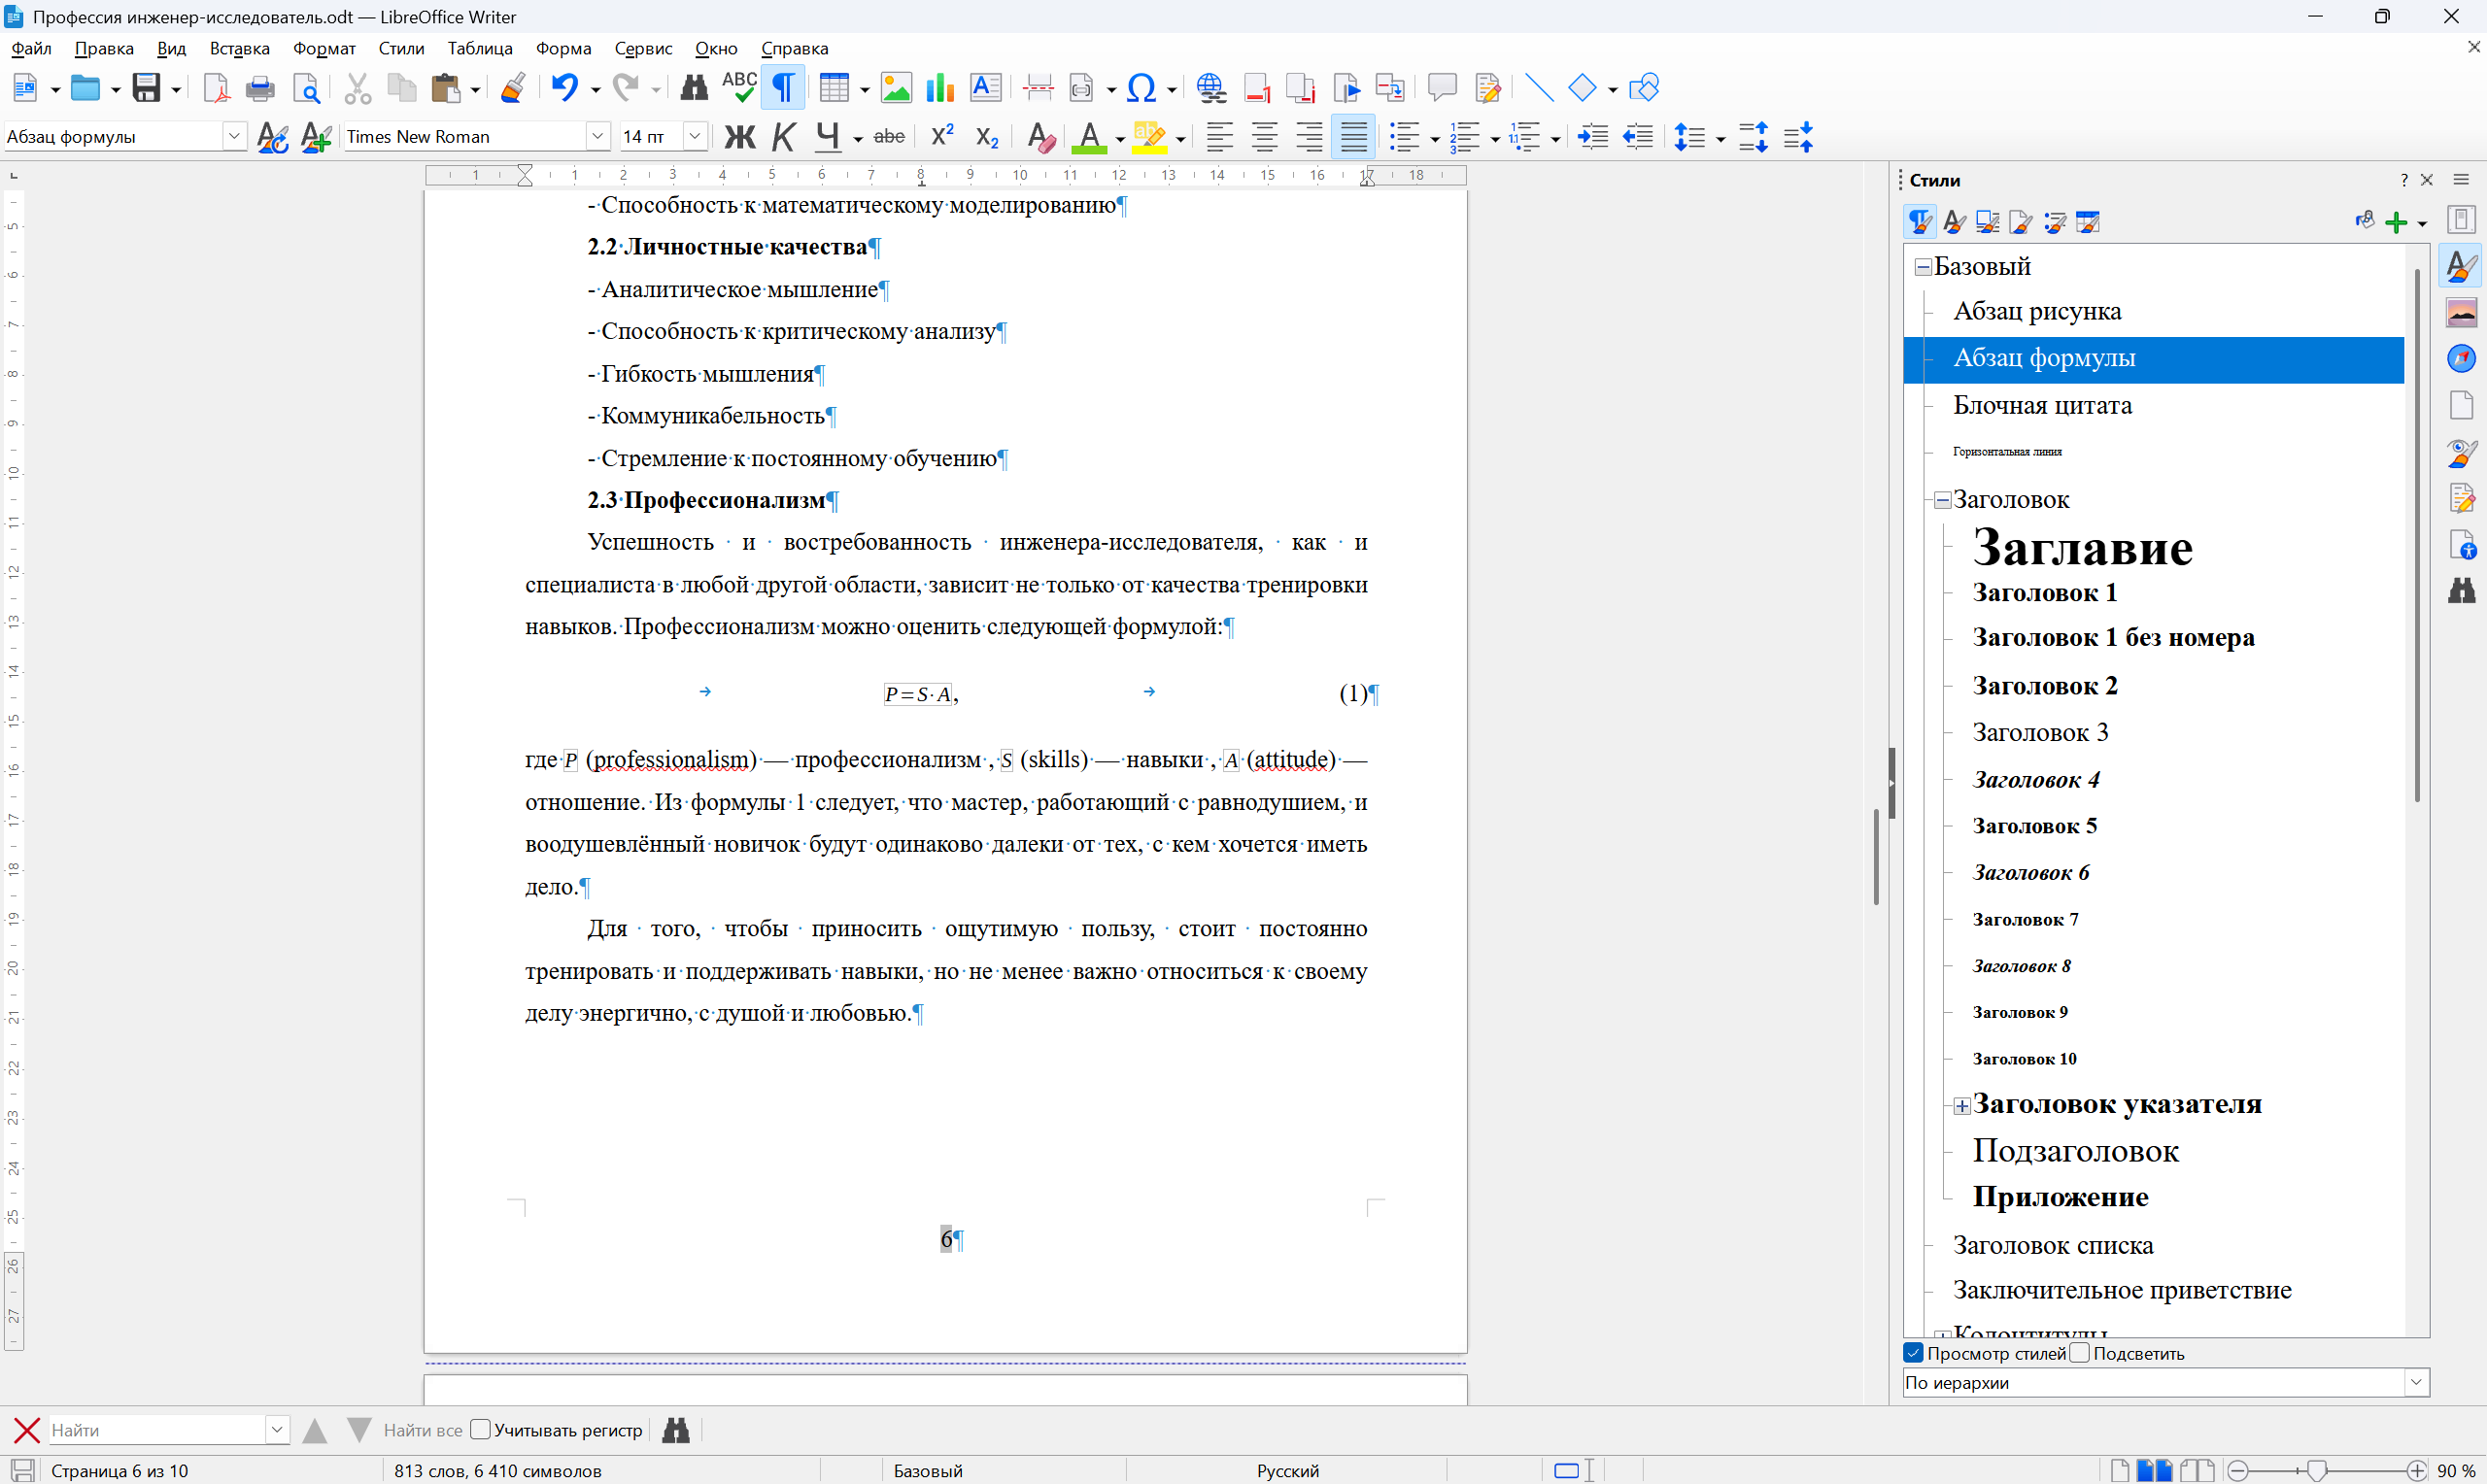 Профессия инженер-исследователь.odt — LibreOffice Writer
Файл Правка Вид Вставка Формат Стили Таблица Форма Сервис Окно Справка
Абзац формулы Times New Roman 14 пт
Стили
- Способность к математическому моделированию¶
2.2 Личностные качества¶
- Аналитическое мышление¶
- Способность к критическому анализу¶
- Гибкость мышления¶
- Коммуникабельность¶
- Стремление к постоянному обучению¶
2.3 Профессионализм¶
Успешность и востребованность инженера-исследователя, как и
специалиста в любой другой области, зависит не только от качества тренировки
навыков. Профессионализм можно оценить следующей формулой:¶
P=S·A, (1)¶
где P (professionalism) — профессионализм , S (skills) — навыки , A (attitude) —
отношение. Из формулы 1 следует, что мастер, работающий с равнодушием, и
воодушевлённый новичок будут одинаково далеки от тех, с кем хочется иметь
дело.¶
Для того, чтобы приносить ощутимую пользу, стоит постоянно
тренировать и поддерживать навыки, но не менее важно относиться к своему
делу энергично, с душой и любовью.¶
6¶
Базовый
Абзац рисунка
Абзац формулы
Блочная цитата
Горизонтальная линия
Заголовок
Заглавие
Заголовок 1
Заголовок 1 без номера
Заголовок 2
Заголовок 3
Заголовок 4
Заголовок 5
Заголовок 6
Заголовок 7
Заголовок 8
Заголовок 9
Заголовок 10
Заголовок указателя
Подзаголовок
Приложение
Заголовок списка
Заключительное приветствие
Колонтитулы
Просмотр стилей Подсветить
По иерархии
Найти Найти все Учитывать регистр
Страница 6 из 10 813 слов, 6 410 символов Базовый Русский 90 %